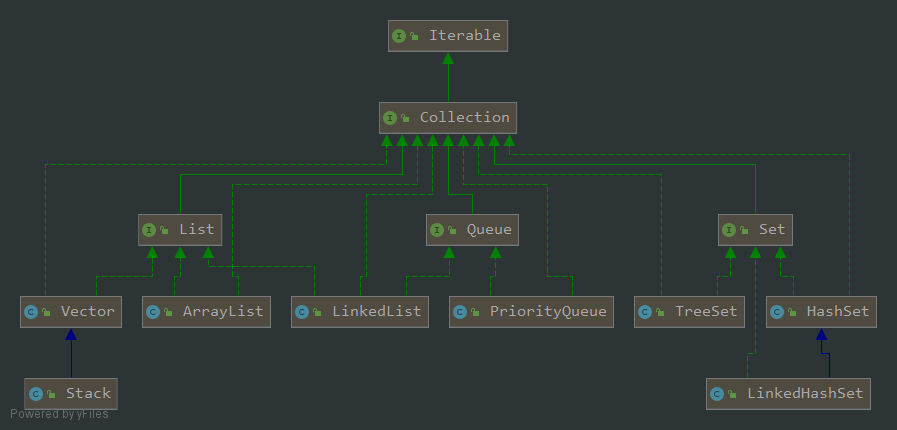 I Iterable
I Collection
I List
I Queue
I Set
C Vector
C ArrayList
C LinkedList
C PriorityQueue
C TreeSet
C HashSet
C Stack
C LinkedHashSet
Powered by yFiles